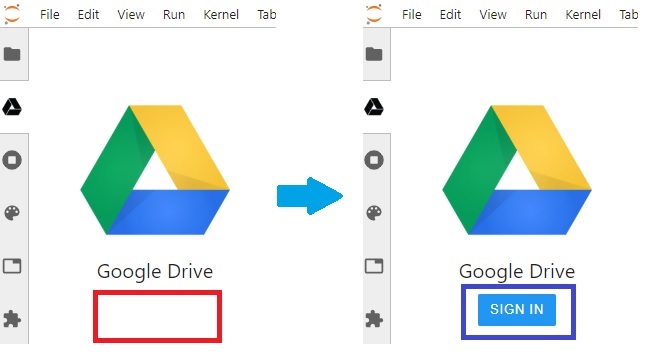 File Edit View Run Kernel Tab
Google Drive
File Edit View Run Kernel Tab
Google Drive
SIGN IN